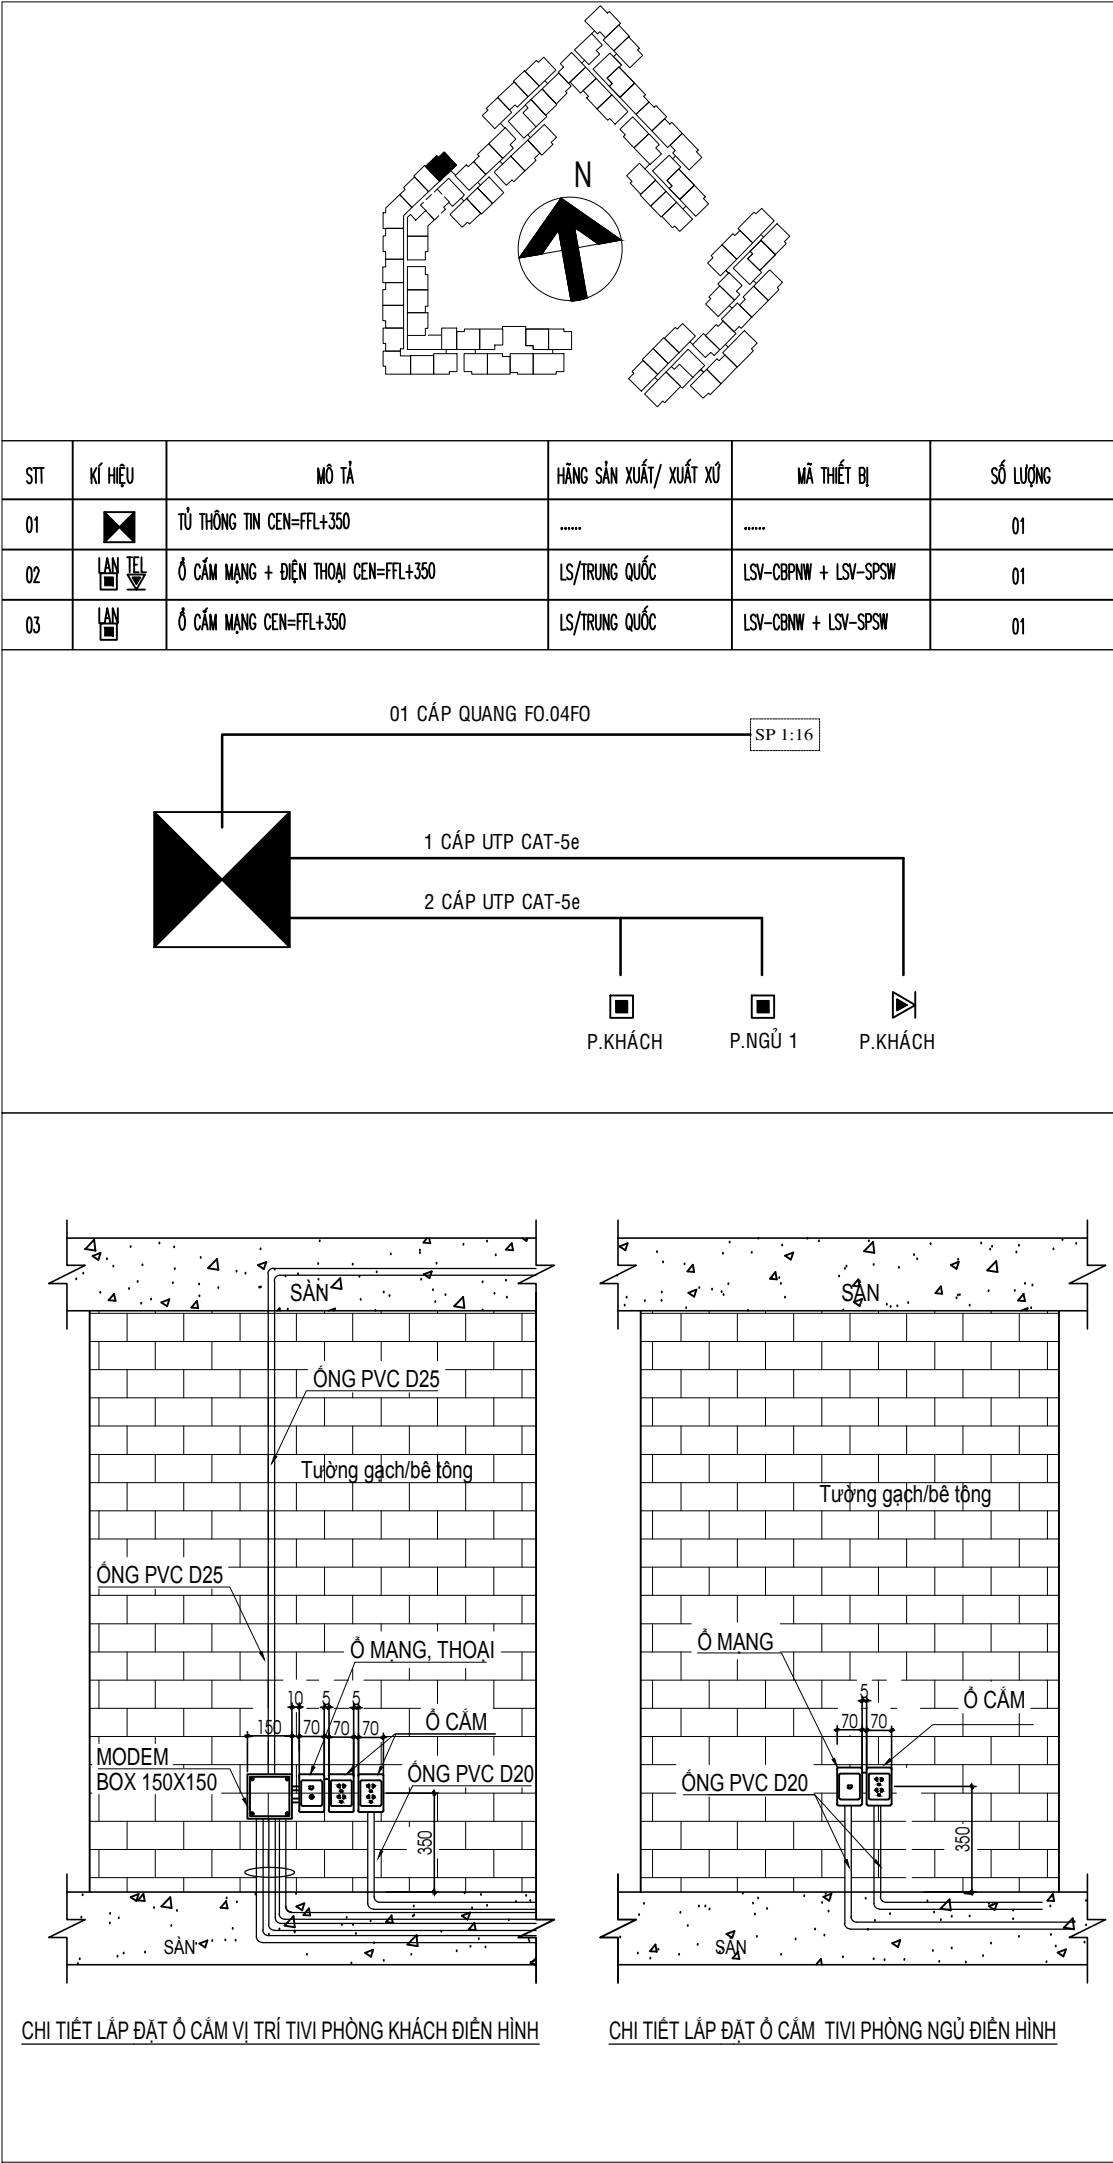 N
STT KÍ HIỆU MÔ TẢ HÃNG SẢN XUẤT/ XUẤT XỨ MÃ THIẾT BỊ SỐ LƯỢNG
01 TỦ THÔNG TIN CEN=FFL+350 ...... ...... 01
02 LAN TEL Ổ CẮM MẠNG + ĐIỆN THOẠI CEN=FFL+350 LS/TRUNG QUỐC LSV-CBPNW + LSV-SPSW 01
03 LAN Ổ CẮM MẠNG CEN=FFL+350 LS/TRUNG QUỐC LSV-CBNW + LSV-SPSW 01
01 CÁP QUANG FO.04FO
SP 1:16
1 CÁP UTP CAT-5e
2 CÁP UTP CAT-5e
P.KHÁCH P.NGỦ 1 P.KHÁCH
SÀN
ỐNG PVC D25
Tường gạch/bê tông
ỐNG PVC D25
Ổ MẠNG, THOẠI
10 5 5
150 70 70 70
Ổ CẮM
MODEM
BOX 150X150
ỐNG PVC D20
350
SÀN
CHI TIẾT LẮP ĐẶT Ổ CẮM VỊ TRÍ TIVI PHÒNG KHÁCH ĐIỂN HÌNH
SÀN
Tường gạch/bê tông
Ổ MẠNG
5
70 70
Ổ CẮM
ỐNG PVC D20
350
SÀN
CHI TIẾT LẮP ĐẶT Ổ CẮM TIVI PHÒNG NGỦ ĐIỂN HÌNH